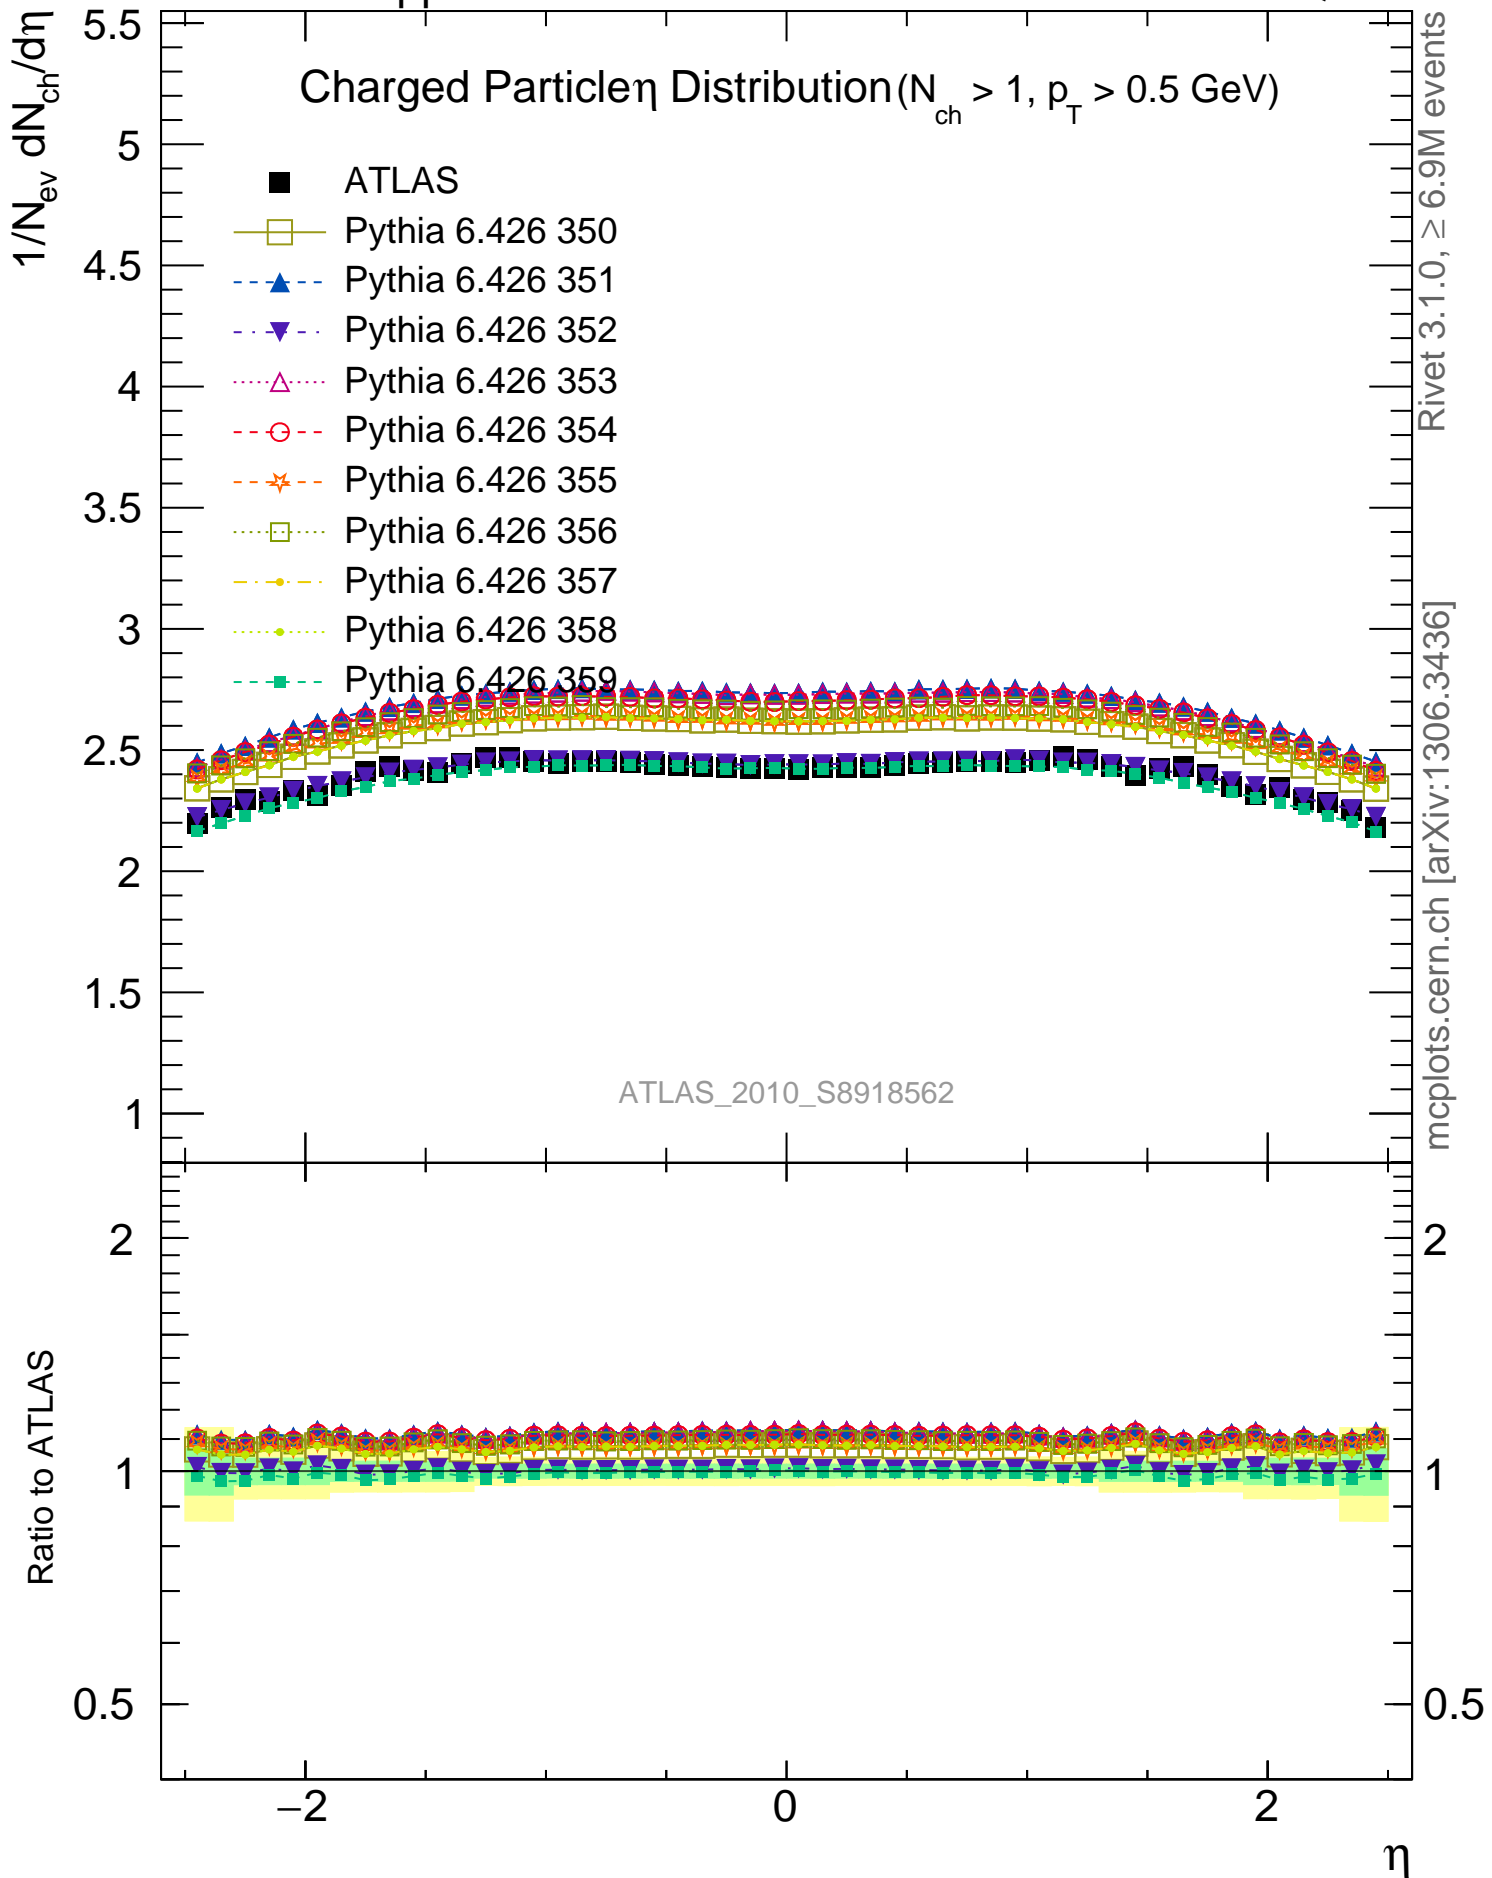 Charged Particleη Distribution (N_ch > 1, p_T > 0.5 GeV)
1/N_ev dN_ch/dη
ATLAS
Pythia 6.426 350
Pythia 6.426 351
Pythia 6.426 352
Pythia 6.426 353
Pythia 6.426 354
Pythia 6.426 355
Pythia 6.426 356
Pythia 6.426 357
Pythia 6.426 358
Pythia 6.426 359
5.5
5
4.5
4
3.5
3
2.5
2
1.5
1
ATLAS_2010_S8918562
Rivet 3.1.0, ≥ 6.9M events
mcplots.cern.ch [arXiv:1306.3436]
Ratio to ATLAS
2
1
0.5
2
1
0.5
−2
0
2
η